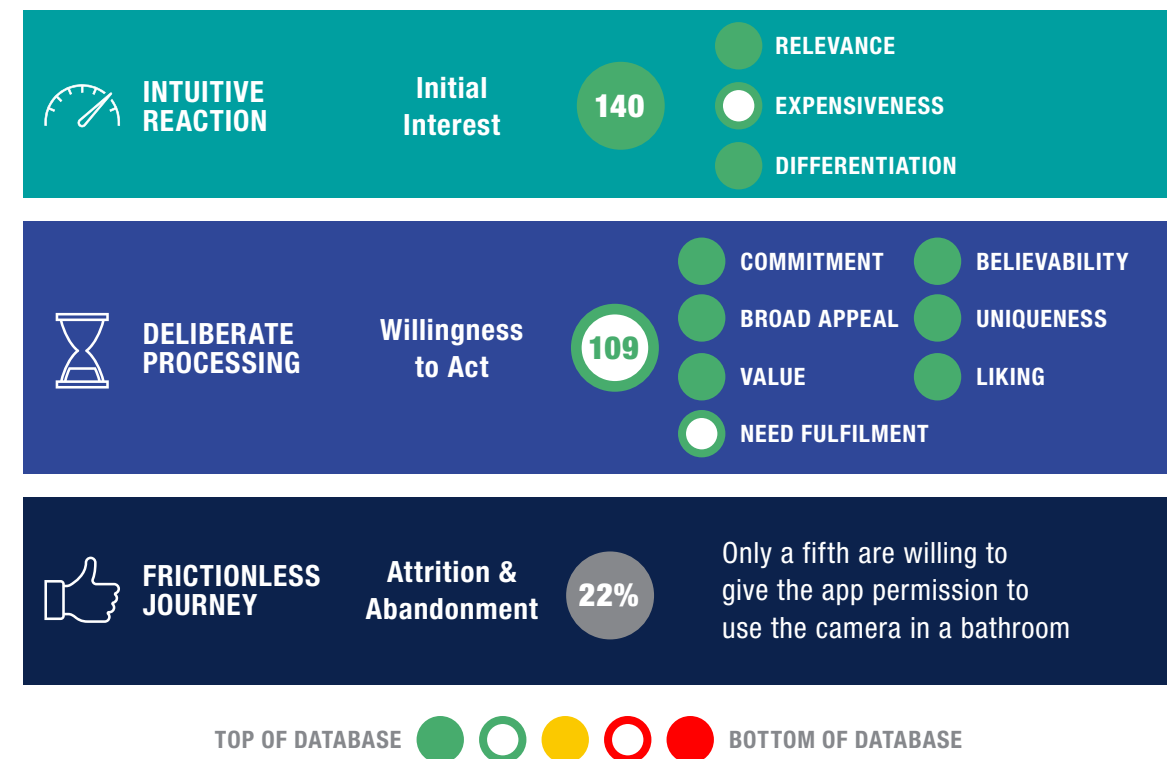 INTUITIVE
REACTION
Initial
Interest
140
RELEVANCE
EXPENSIVENESS
DIFFERENTIATION
DELIBERATE
PROCESSING
Willingness
to Act
109
COMMITMENT
BELIEVABILITY
BROAD APPEAL
UNIQUENESS
VALUE
LIKING
NEED FULFILMENT
FRICTIONLESS
JOURNEY
Attrition &
Abandonment
22%
Only a fifth are willing to
give the app permission to
use the camera in a bathroom
TOP OF DATABASE
BOTTOM OF DATABASE